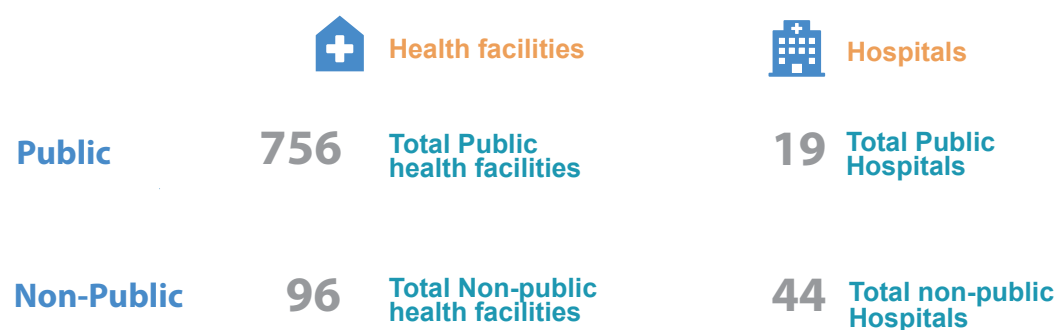 Health facilities
Hospitals
Public
756
Total Public
health facilities
19
Total Public
Hospitals
Non-Public
96
Total Non-public
health facilities
44
Total non-public
Hospitals